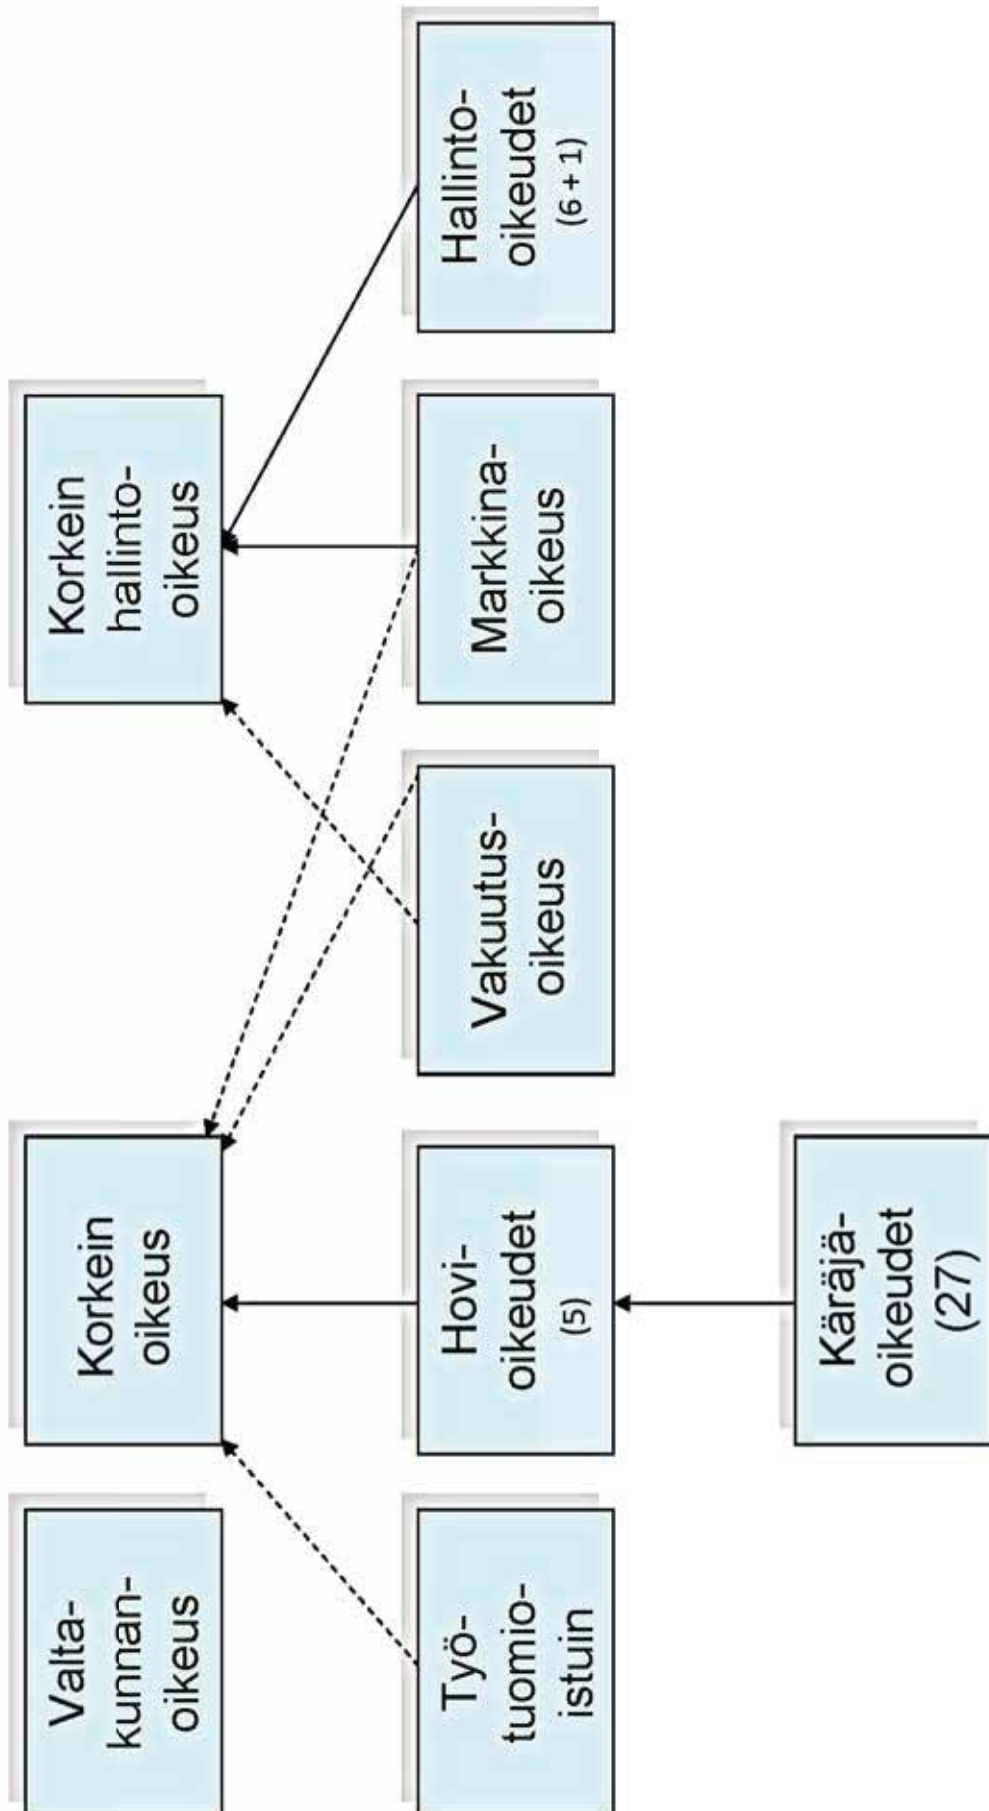 Valta-
kunnan-
oikeus
Korkein
oikeus
Korkein
hallinto-
oikeus
Työ-
tuomio-
istuin
Hovi-
oikeudet
(5)
Vakuutus-
oikeus
Markkina-
oikeus
Hallinto-
oikeudet
(6 + 1)
Käräjä-
oikeudet
(27)